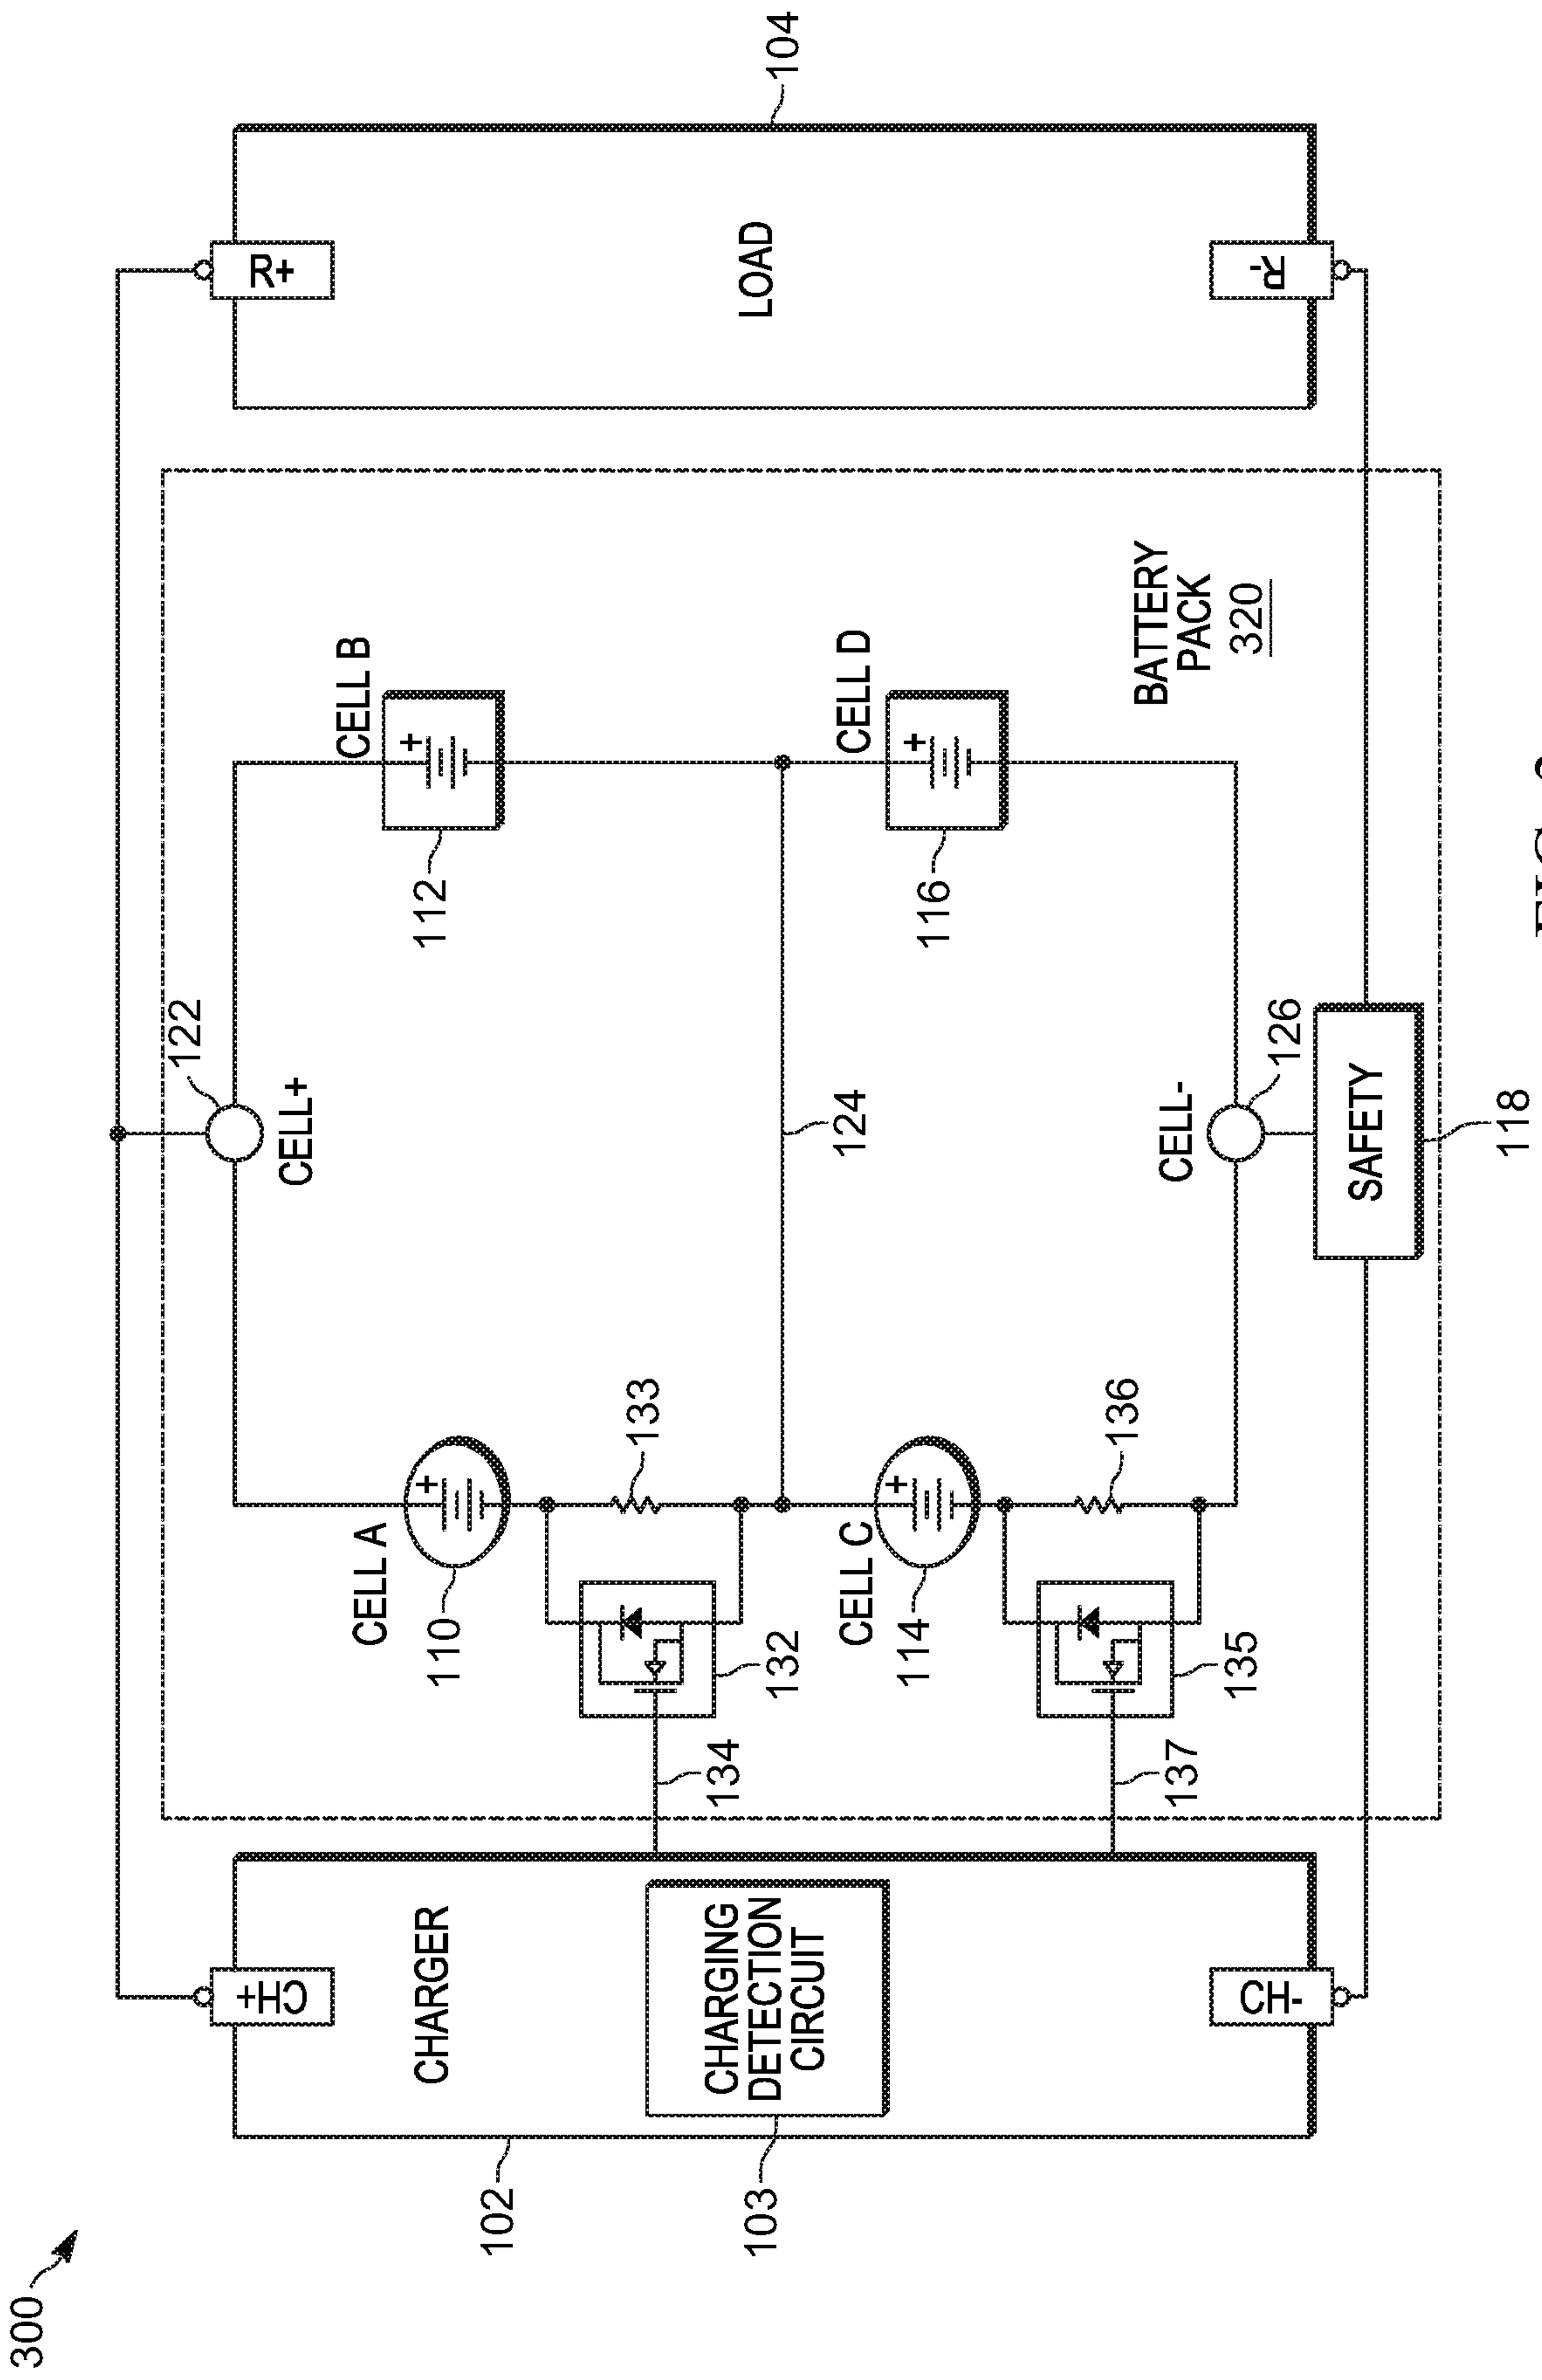 300
102
CHARGER
CH+
CHARGING
DETECTION
CIRCUIT
103
CH-
134
137
132
135
CELL A
110
+
133
CELL C
114
+
136
122
CELL+
124
CELL-
126
SAFETY
118
CELL B
+
112
CELL D
+
116
BATTERY
PACK
320
R+
LOAD
R-
104